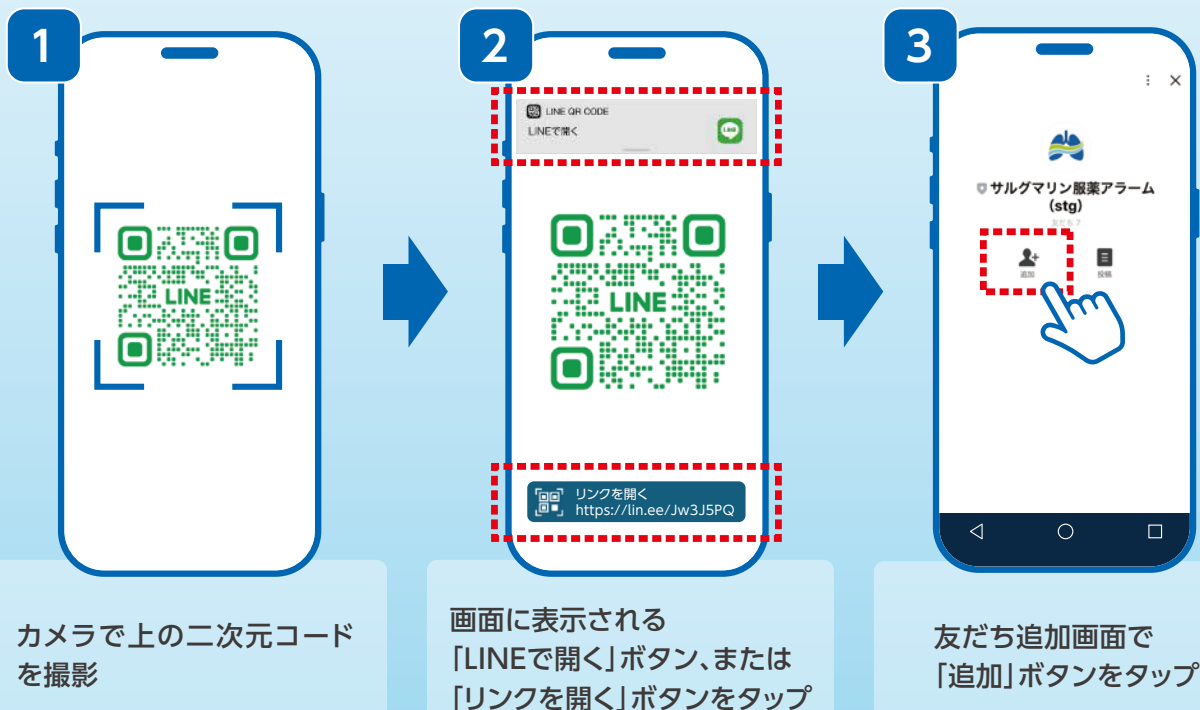 1
LINE
カメラで上の二次元コード
を撮影
2
LINE QR CODE
LINEで開く
LINE
LINE
リンクを開く
https://lin.ee/Jw3J5PQ
画面に表示される
「LINEで開く」ボタン、または
「リンクを開く」ボタンをタップ
3
サルグマリン服薬アラーム
(stg)
友だち 7
追加
投稿
友だち追加画面で
「追加」ボタンをタップ